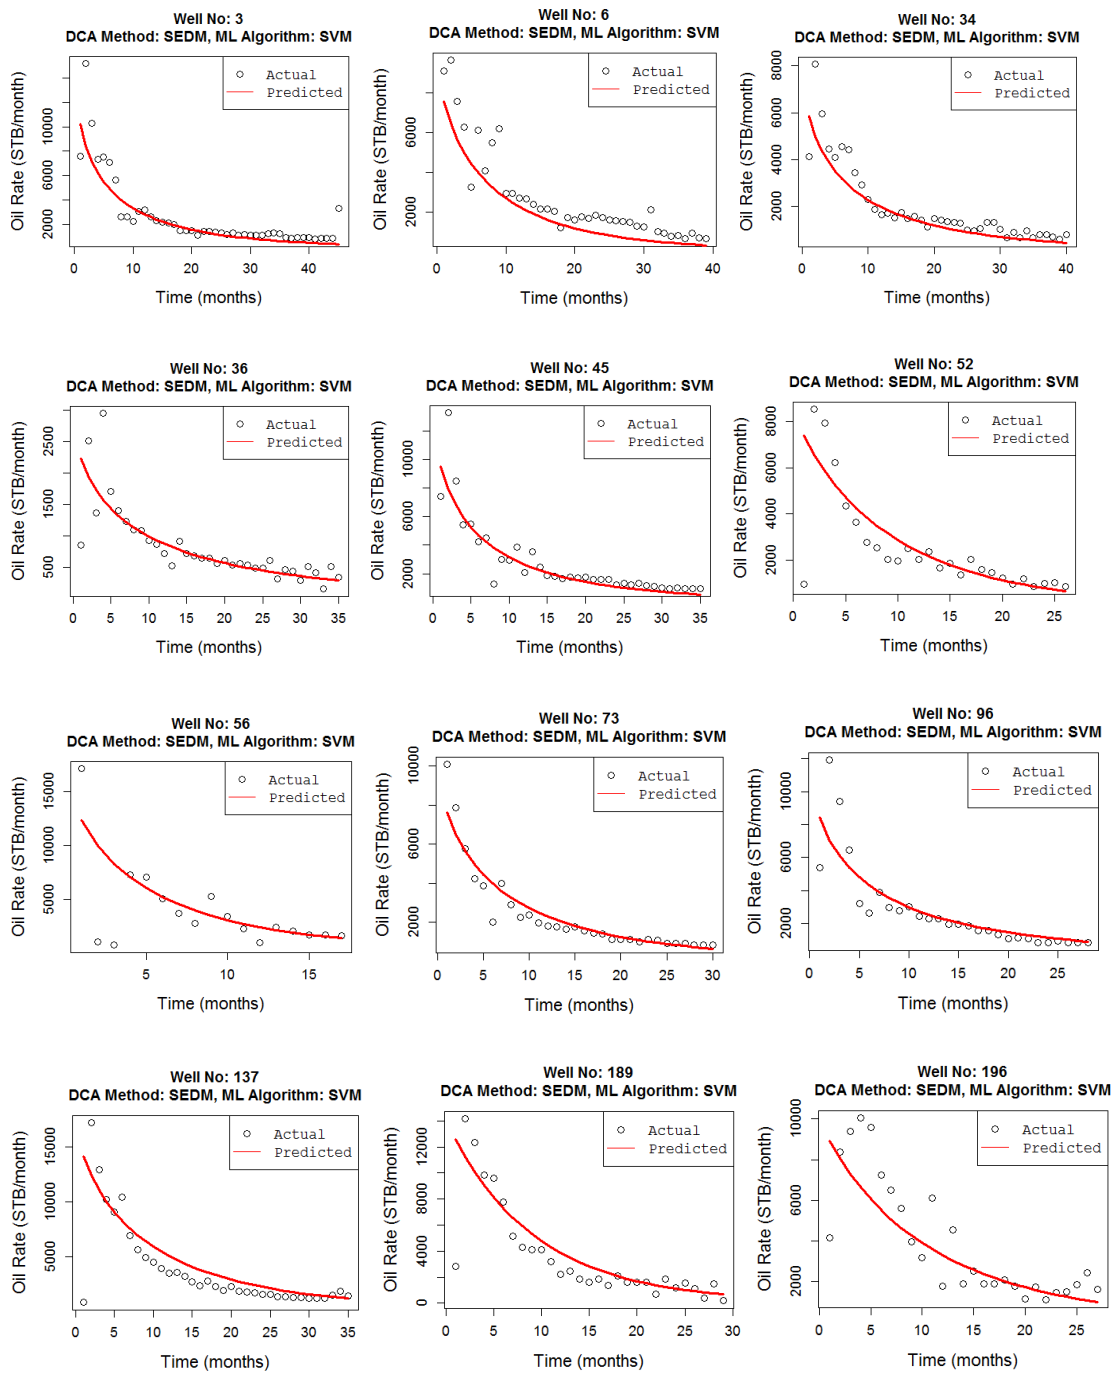 Well No: 3
DCA Method: SEDM, ML Algorithm: SVM
Oil Rate (STB/month)
2000 6000 10000
Actual
Predicted
0 10 20 30 40
Time (months)
Well No: 6
DCA Method: SEDM, ML Algorithm: SVM
Oil Rate (STB/month)
2000 6000
Actual
Predicted
0 10 20 30 40
Time (months)
Well No: 34
DCA Method: SEDM, ML Algorithm: SVM
Oil Rate (STB/month)
2000 4000 6000 8000
Actual
Predicted
0 10 20 30 40
Time (months)
Well No: 36
DCA Method: SEDM, ML Algorithm: SVM
Oil Rate (STB/month)
500 1500 2500
Actual
Predicted
0 5 10 15 20 25 30 35
Time (months)
Well No: 45
DCA Method: SEDM, ML Algorithm: SVM
Oil Rate (STB/month)
2000 6000 10000
Actual
Predicted
0 5 10 15 20 25 30 35
Time (months)
Well No: 52
DCA Method: SEDM, ML Algorithm: SVM
Oil Rate (STB/month)
2000 4000 6000 8000
Actual
Predicted
0 5 10 15 20 25
Time (months)
Well No: 56
DCA Method: SEDM, ML Algorithm: SVM
Oil Rate (STB/month)
5000 10000 15000
Actual
Predicted
5 10 15
Time (months)
Well No: 73
DCA Method: SEDM, ML Algorithm: SVM
Oil Rate (STB/month)
2000 6000 10000
Actual
Predicted
0 5 10 15 20 25 30
Time (months)
Well No: 96
DCA Method: SEDM, ML Algorithm: SVM
Oil Rate (STB/month)
2000 6000 10000
Actual
Predicted
0 5 10 15 20 25
Time (months)
Well No: 137
DCA Method: SEDM, ML Algorithm: SVM
Oil Rate (STB/month)
5000 10000 15000
Actual
Predicted
0 5 10 15 20 25 30 35
Time (months)
Well No: 189
DCA Method: SEDM, ML Algorithm: SVM
Oil Rate (STB/month)
0 4000 8000 12000
Actual
Predicted
0 5 10 15 20 25 30
Time (months)
Well No: 196
DCA Method: SEDM, ML Algorithm: SVM
Oil Rate (STB/month)
2000 6000 10000
Actual
Predicted
0 5 10 15 20 25
Time (months)